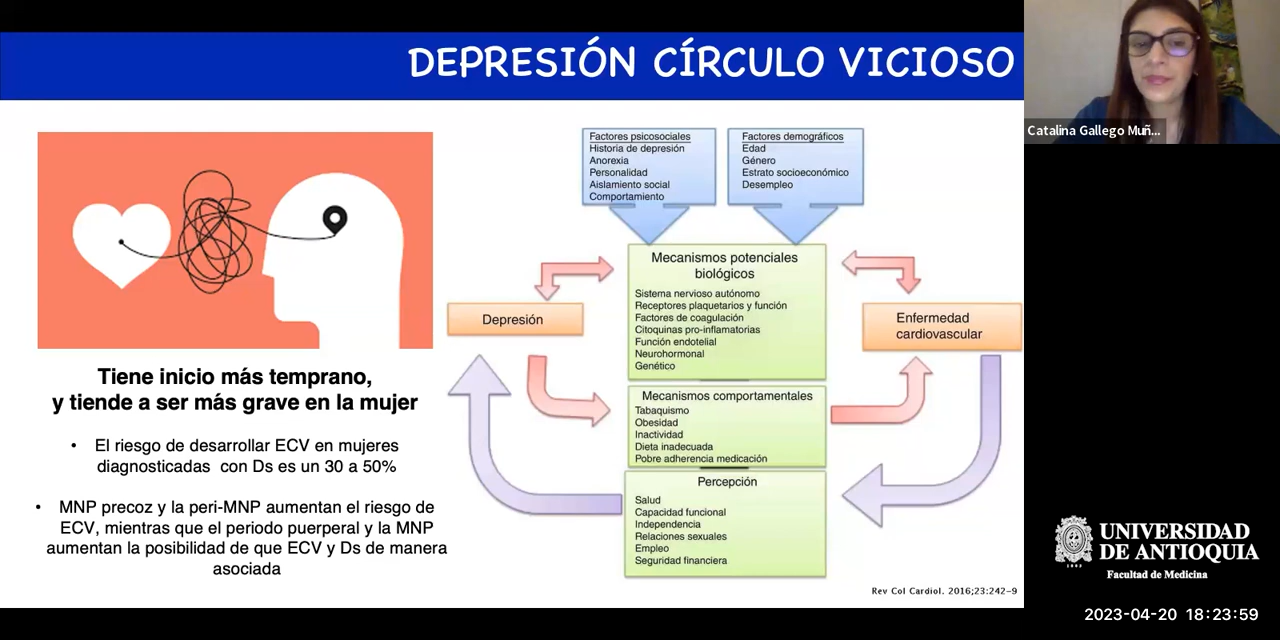 DEPRESIÓN CÍRCULO VICIOSO
Catalina Gallego Muñ...
Tiene inicio más temprano,
y tiende a ser más grave en la mujer
• El riesgo de desarrollar ECV en mujeres
diagnosticadas con Ds es un 30 a 50%
• MNP precoz y la peri-MNP aumentan el riesgo de
ECV, mientras que el periodo puerperal y la MNP
aumentan la posibilidad de que ECV y Ds de manera
asociada
Factores psicosociales
Historia de depresión
Anorexia
Personalidad
Aislamiento social
Comportamiento
Factores demográficos
Edad
Género
Estrato socioeconómico
Desempleo
Mecanismos potenciales
biológicos
Sistema nervioso autónomo
Receptores plaquetarios y función
Factores de coagulación
Citoquinas pro-inflamatorias
Función endotelial
Neurohormonal
Genético
Depresión
Enfermedad
cardiovascular
Mecanismos comportamentales
Tabaquismo
Obesidad
Inactividad
Dieta inadecuada
Pobre adherencia medicación
Percepción
Salud
Capacidad funcional
Independencia
Relaciones sexuales
Empleo
Seguridad financiera
Rev Col Cardiol. 2016;23:242-9
UNIVERSIDAD
DE ANTIOQUIA
Facultad de Medicina
1803
2023-04-20 18:23:59